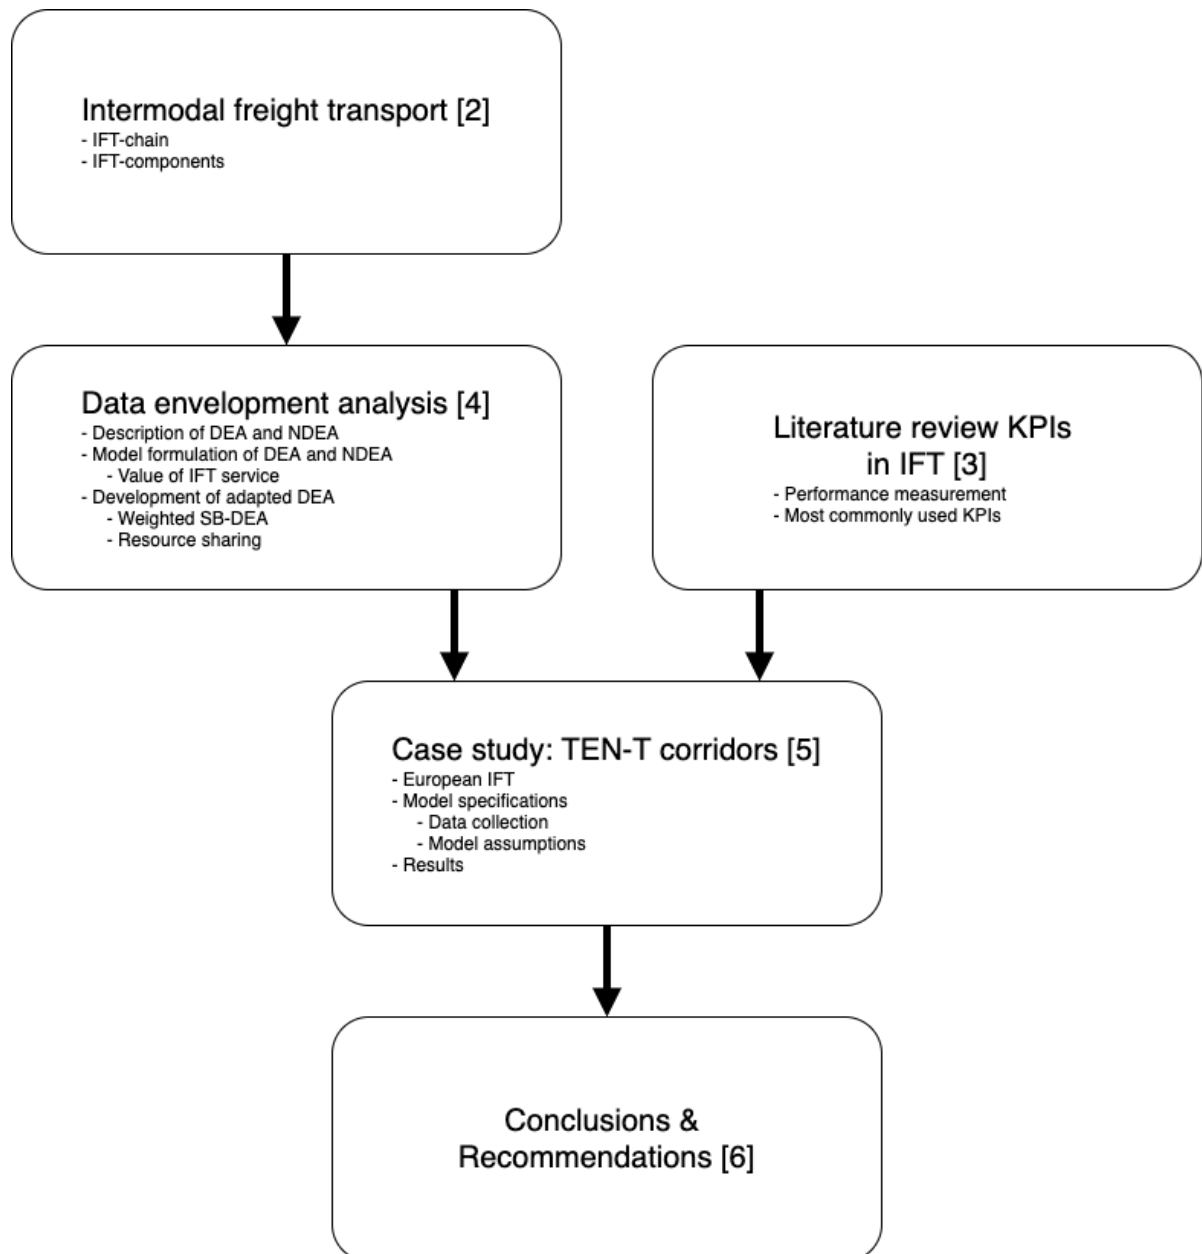 Intermodal freight transport [2]
- IFT-chain
- IFT-components
Data envelopment analysis [4]
- Description of DEA and NDEA
- Model formulation of DEA and NDEA
- Value of IFT service
- Development of adapted DEA
- Weighted SB-DEA
- Resource sharing
Literature review KPIs
in IFT [3]
- Performance measurement
- Most commonly used KPIs
Case study: TEN-T corridors [5]
- European IFT
- Model specifications
- Data collection
- Model assumptions
- Results
Conclusions &
Recommendations [6]